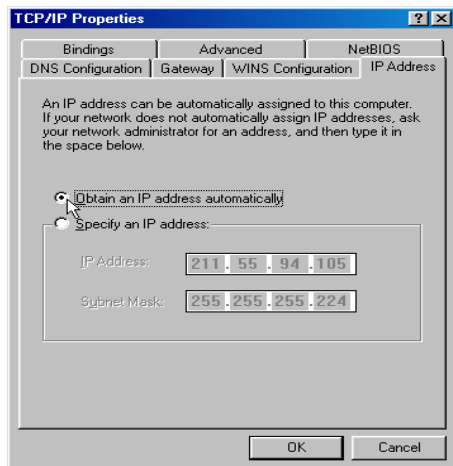 TCP/IP Properties
Bindings Advanced NetBIOS
DNS Configuration Gateway WINS Configuration IP Address
An IP address can be automatically assigned to this computer.
If your network does not automatically assign IP addresses, ask
your network administrator for an address, and then type it in
the space below.
Obtain an IP address automatically
Specify an IP address:
IP Address: 211 . 55 . 94 .105
Subnet Mask: 255 .255 .255 .224
OK Cancel